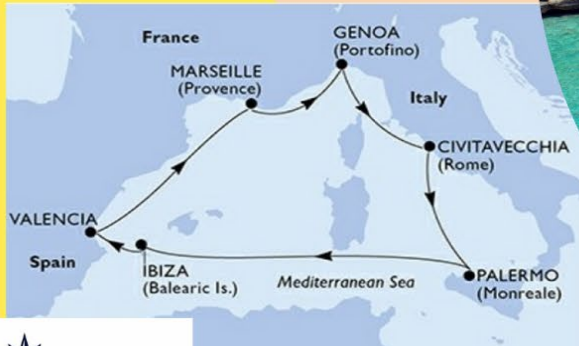 France
GENOA
(Portofino)
MARSEILLE
(Provence)
Italy
CIVITAVECCHIA
(Rome)
VALENCIA
Spain
IBIZA
(Balearic Is.)
Mediterranean Sea
PALERMO
(Monreale)